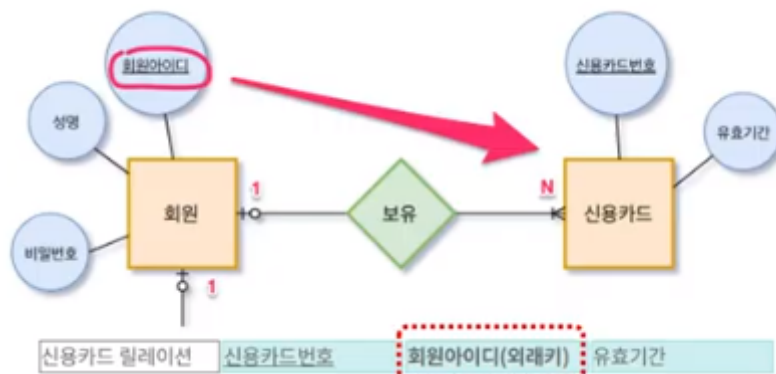 회원아이디
신용카드번호
성명
유효기간
회원
1
보유
N
신용카드
비밀번호
1
신용카드 릴레이션 신용카드번호 회원아이디(외래키) 유효기간